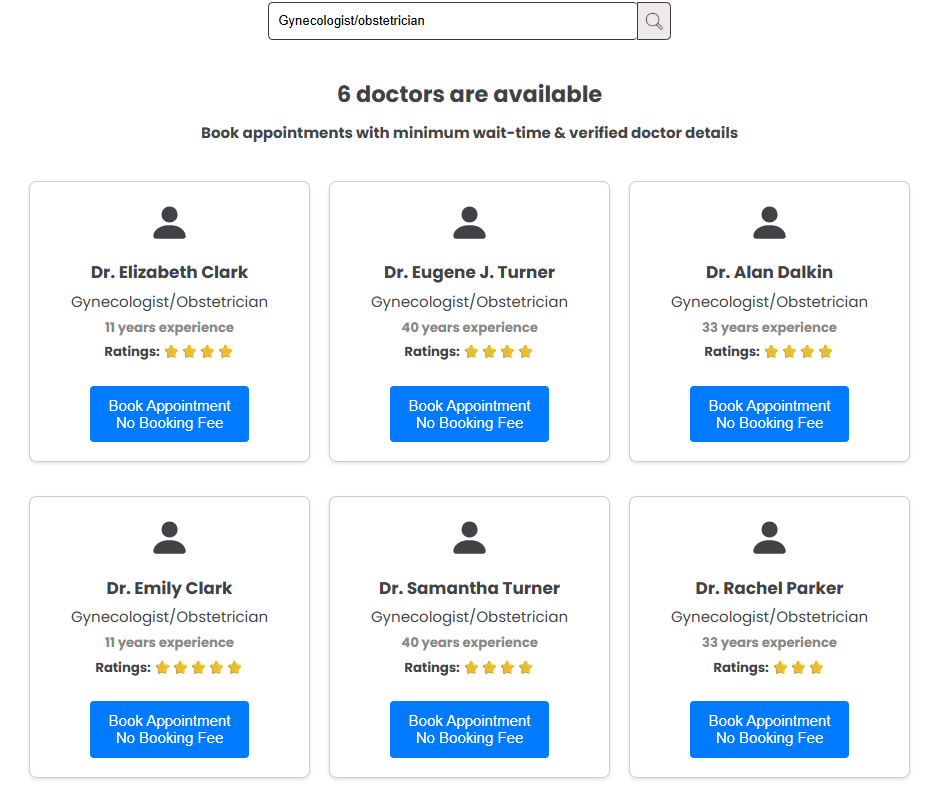 Gynecologist/obstetrician
6 doctors are available
Book appointments with minimum wait-time & verified doctor details
Dr. Elizabeth Clark
Gynecologist/Obstetrician
11 years experience
Ratings:
Book Appointment
No Booking Fee
Dr. Eugene J. Turner
Gynecologist/Obstetrician
40 years experience
Ratings:
Book Appointment
No Booking Fee
Dr. Alan Dalkin
Gynecologist/Obstetrician
33 years experience
Ratings:
Book Appointment
No Booking Fee
Dr. Emily Clark
Gynecologist/Obstetrician
11 years experience
Ratings:
Book Appointment
No Booking Fee
Dr. Samantha Turner
Gynecologist/Obstetrician
40 years experience
Ratings:
Book Appointment
No Booking Fee
Dr. Rachel Parker
Gynecologist/Obstetrician
33 years experience
Ratings:
Book Appointment
No Booking Fee